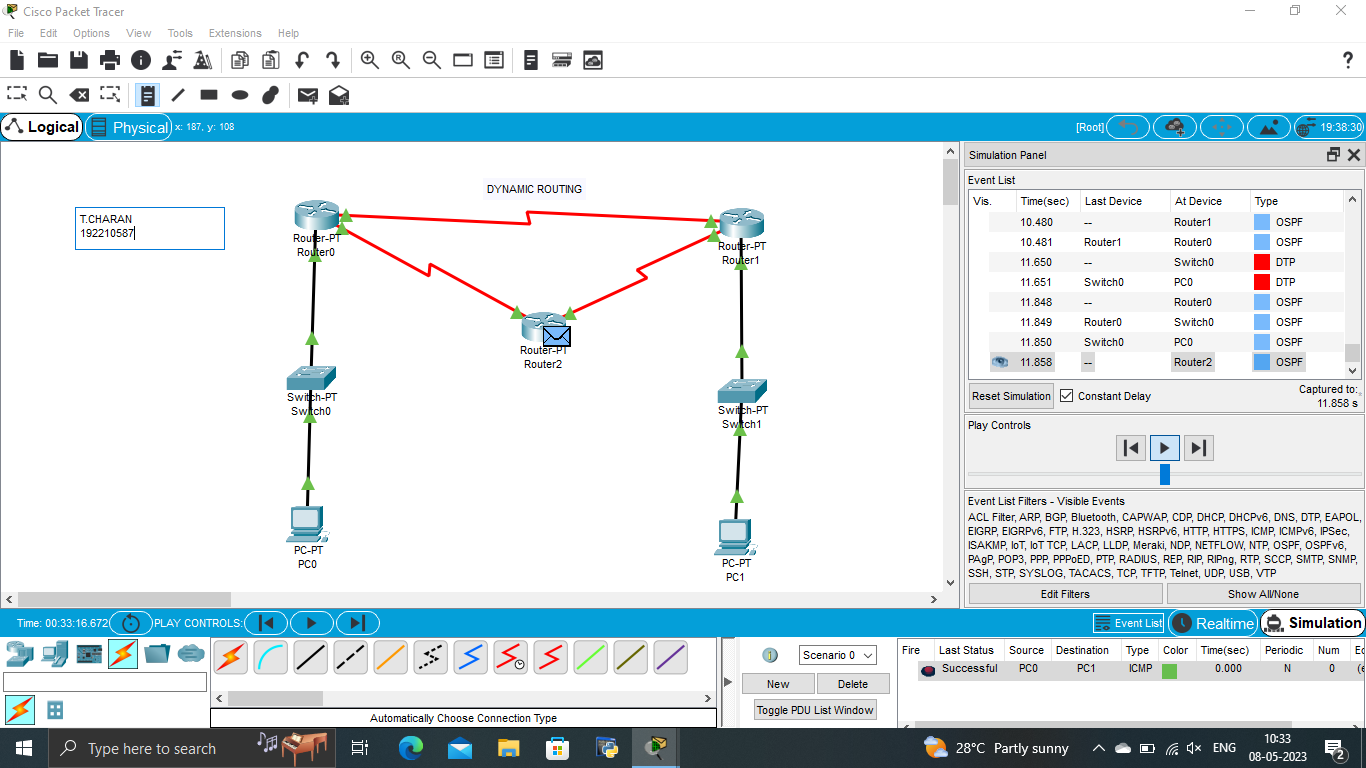 Cisco Packet Tracer
File Edit Options View Tools Extensions Help
?
Logical Physical x: 187, y: 108 [Root] 19:38:30
DYNAMIC ROUTING
T.CHARAN
192210587
Router-PT
Router0
Router-PT
Router1
Router-PT
Router2
Switch-PT
Switch0
Switch-PT
Switch1
PC-PT
PC0
PC-PT
PC1
Simulation Panel
Event List
Vis. Time(sec) Last Device At Device Type
10.480 -- Router1 OSPF
10.481 Router1 Router0 OSPF
11.650 -- Switch0 DTP
11.651 Switch0 PC0 DTP
11.848 -- Router0 OSPF
11.849 Router0 Switch0 OSPF
11.850 Switch0 PC0 OSPF
11.858 -- Router2 OSPF
Reset Simulation Constant Delay Captured to:
11.858 s
Play Controls
Event List Filters - Visible Events
ACL Filter, ARP, BGP, Bluetooth, CAPWAP, CDP, DHCP, DHCPv6, DNS, DTP, EAPOL,
EIGRP, EIGRPv6, FTP, H.323, HSRP, HSRPv6, HTTP, HTTPS, ICMP, ICMPv6, IPSec,
ISAKMP, IoT, IoT TCP, LACP, LLDP, Meraki, NDP, NETFLOW, NTP, OSPF, OSPFv6,
PAgP, POP3, PPP, PPPoED, PTP, RADIUS, REP, RIP, RIPng, RTP, SCCP, SMTP, SNMP,
SSH, STP, SYSLOG, TACACS, TCP, TFTP, Telnet, UDP, USB, VTP
Edit Filters Show All/None
Time: 00:33:16.672 PLAY CONTROLS: Event List Realtime Simulation
Automatically Choose Connection Type
Scenario 0
New Delete
Toggle PDU List Window
Fire Last Status Source Destination Type Color Time(sec) Periodic Num
Successful PC0 PC1 ICMP 0.000 N 0 (e
Type here to search
28°C Partly sunny ENG 10:33
08-05-2023
2